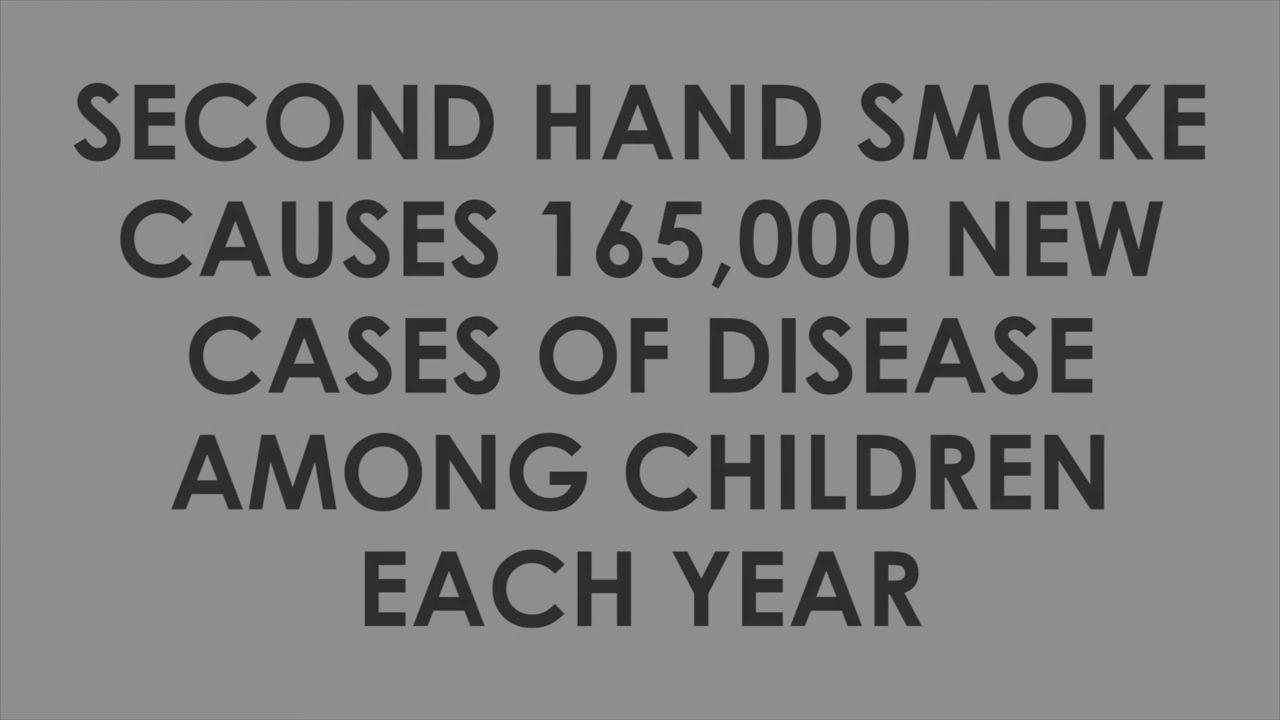 SECOND HAND SMOKE
CAUSES 165,000 NEW
CASES OF DISEASE
AMONG CHILDREN
EACH YEAR